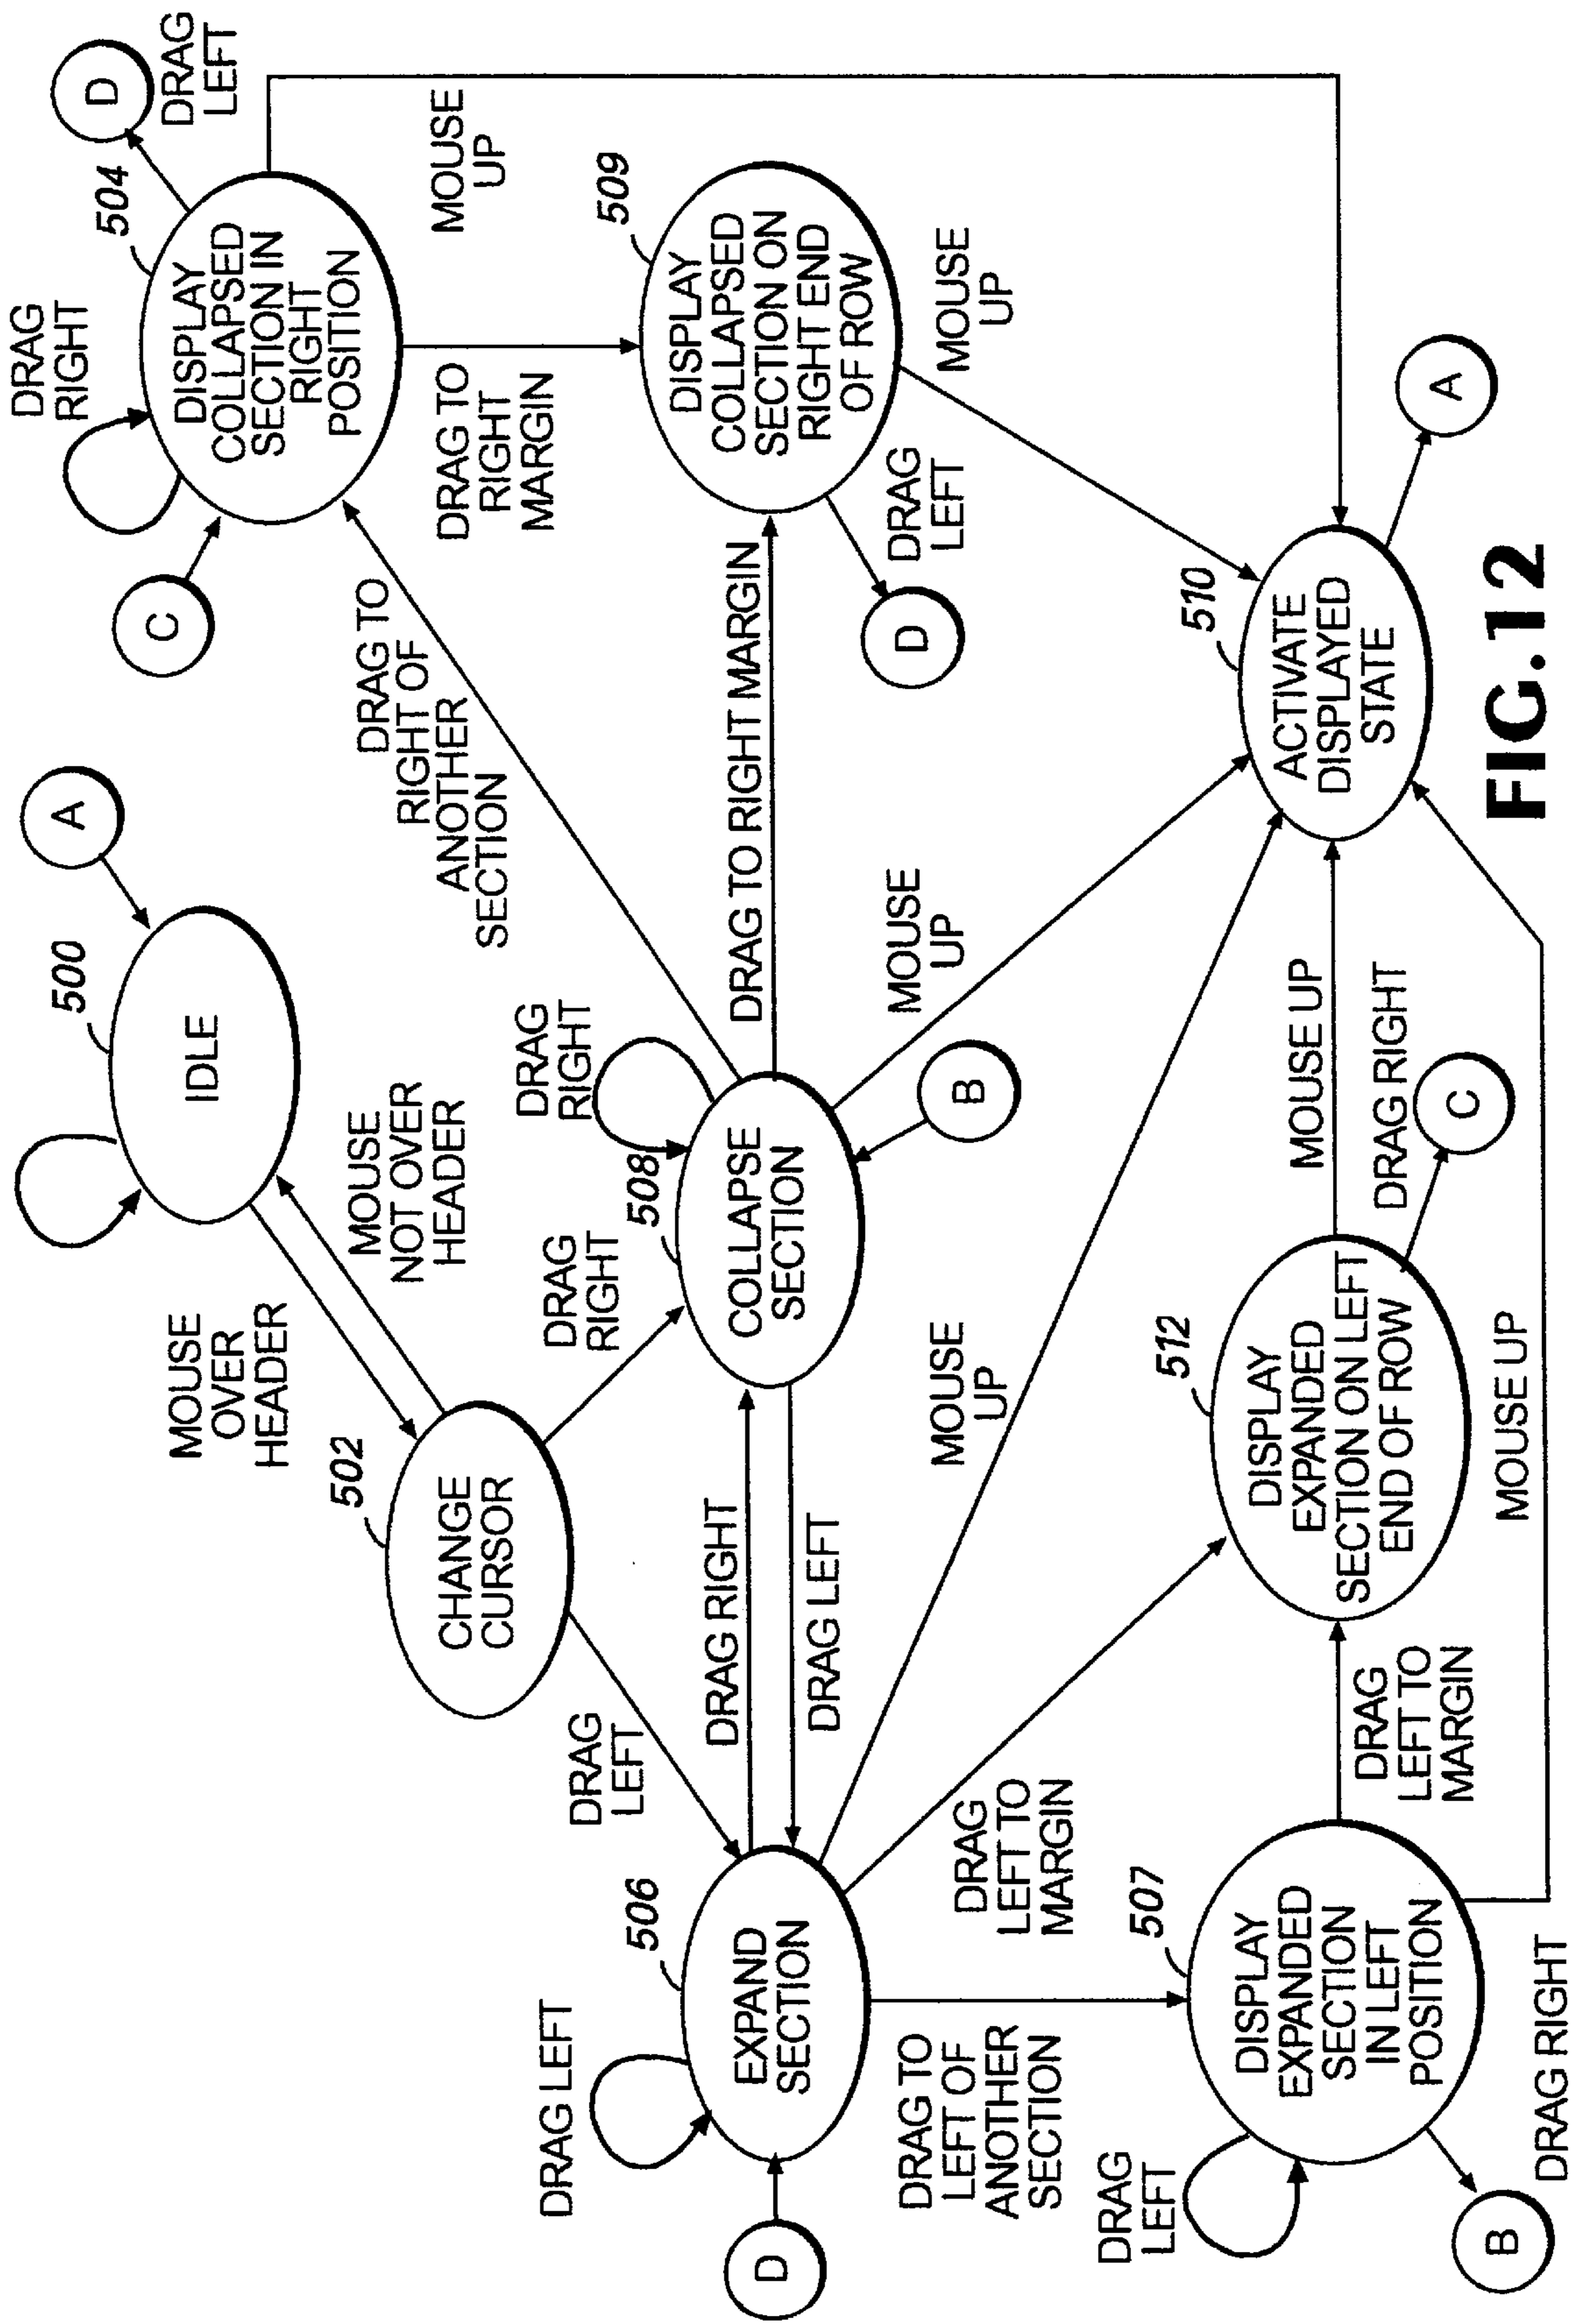 A
500
IDLE
MOUSE
OVER
HEADER
MOUSE
NOT OVER
HEADER
502
CHANGE
CURSOR
DRAG
LEFT
DRAG
RIGHT
C
DRAG
RIGHT
504
DISPLAY
COLLAPSED
SECTION IN
RIGHT
POSITION
D
DRAG
LEFT
DRAG TO
RIGHT OF
ANOTHER
SECTION
DRAG TO
RIGHT
MARGIN
MOUSE
UP
DRAG LEFT
506
EXPAND
SECTION
D
DRAG RIGHT
DRAG LEFT
508
COLLAPSE
SECTION
DRAG
RIGHT
B
DRAG TO RIGHT MARGIN
509
DISPLAY
COLLAPSED
SECTION ON
RIGHT END
OF ROW
DRAG
LEFT
D
MOUSE
UP
MOUSE
UP
MOUSE
UP
DRAG TO
LEFT OF
ANOTHER
SECTION
DRAG
LEFT TO
MARGIN
DRAG
LEFT
507
DISPLAY
EXPANDED
SECTION
IN LEFT
POSITION
B
DRAG RIGHT
DRAG
LEFT TO
MARGIN
512
DISPLAY
EXPANDED
SECTION ON LEFT
END OF ROW
MOUSE UP
DRAG RIGHT
C
MOUSE UP
510
ACTIVATE
DISPLAYED
STATE
A
FIG.12